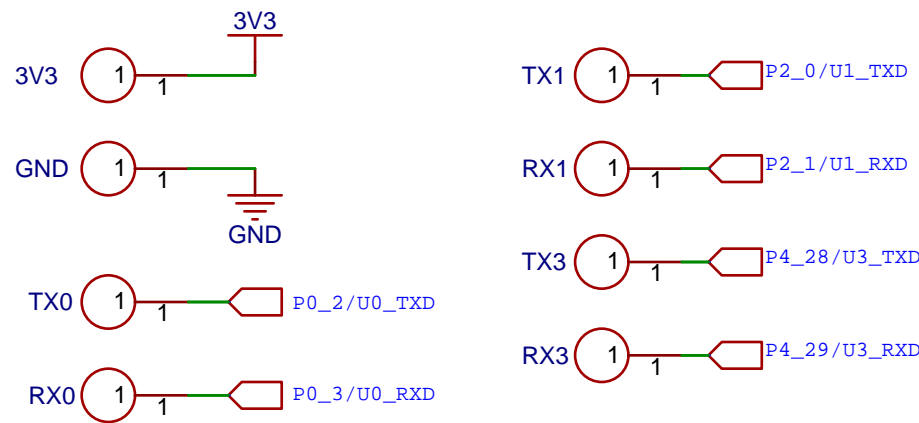 3V3
3V3 1 1
GND 1 1
GND
TX0 1 1 P0_2/U0_TXD
RX0 1 1 P0_3/U0_RXD
TX1 1 1 P2_0/U1_TXD
RX1 1 1 P2_1/U1_RXD
TX3 1 1 P4_28/U3_TXD
RX3 1 1 P4_29/U3_RXD